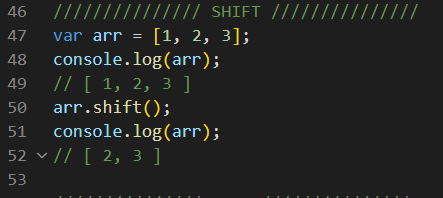 46 /////////////// SHIFT ///////////////
47 var arr = [1, 2, 3];
48 console.log(arr);
49 // [ 1, 2, 3 ]
50 arr.shift();
51 console.log(arr);
52 // [ 2, 3 ]
53